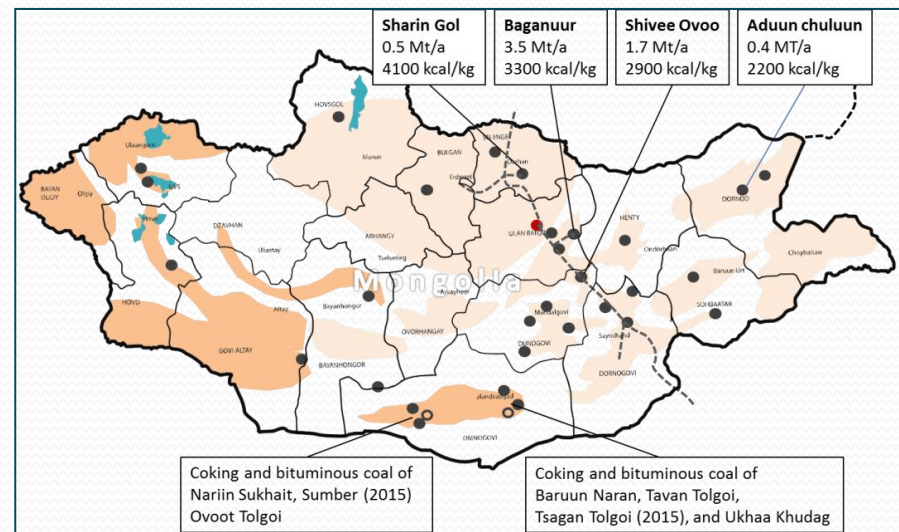 Sharin Gol
0.5 Mt/a
4100 kcal/kg
Baganuur
3.5 Mt/a
3300 kcal/kg
Shivee Ovoo
1.7 Mt/a
2900 kcal/kg
Aduun chuluun
0.4 MT/a
2200 kcal/kg
HOVSGOL
Ulaangum
Muron
BULGAN
SELENGE
Darhan
Erdenet
BAYAN
OLGIY
Olgiy
UVS
DORNOD
HENTY
DZAVHAN
ULAN BATOR
Ondorhaan
Choybalsan
ARHANGY
Uliastay
Tsetserleg
Baruun Urt
Mongolia
Arvayheer
HOVD
Altay
Bayanhongor
OVORHANGAY
Mandalgovi
SUHBAATAR
GOVI-ALTAY
BAYANHONGOR
DUNDGOVI
Saynshand
DORNOGOVI
OMNOGOVI
Coking and bituminous coal of
Nariin Sukhait, Sumber (2015)
Ovoot Tolgoi
Coking and bituminous coal of
Baruun Naran, Tavan Tolgoi,
Tsagan Tolgoi (2015), and Ukhaa Khudag